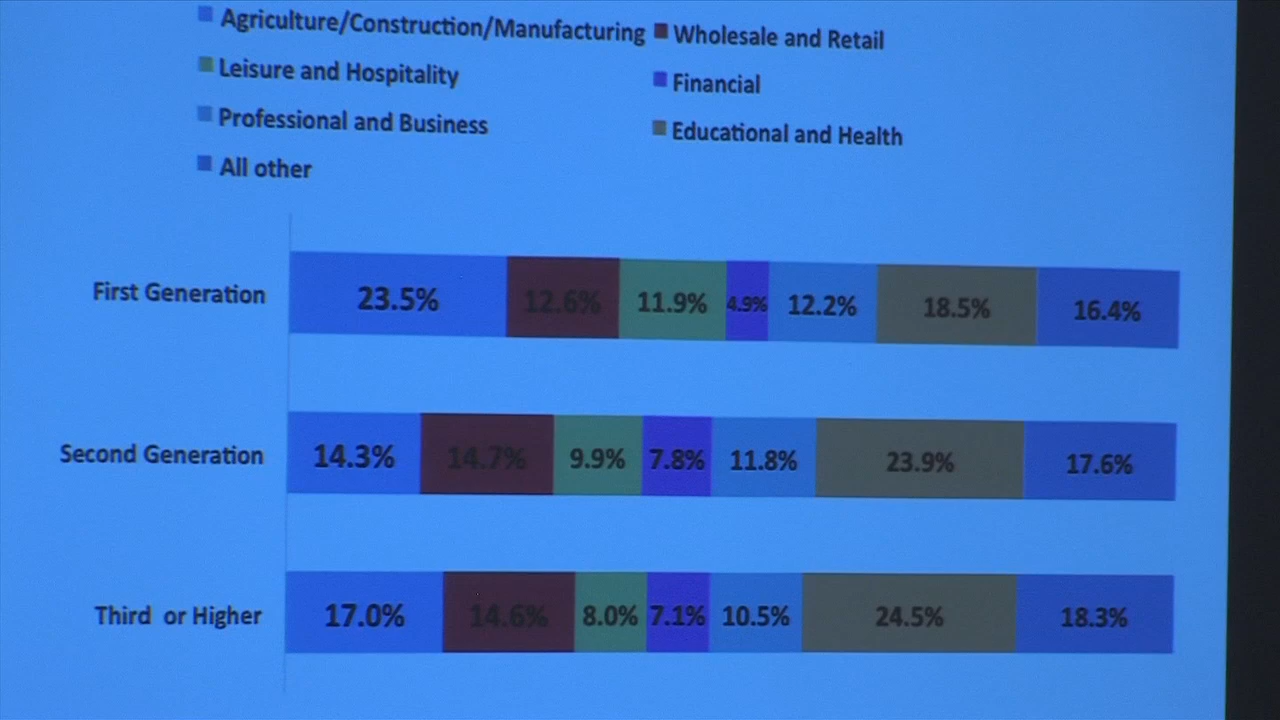 Agriculture/Construction/Manufacturing Wholesale and Retail
Leisure and Hospitality Financial
Professional and Business Educational and Health
All other
First Generation 23.5% 12.6% 11.9% 4.9% 12.2% 18.5% 16.4%
Second Generation 14.3% 14.7% 9.9% 7.8% 11.8% 23.9% 17.6%
Third or Higher 17.0% 14.6% 8.0% 7.1% 10.5% 24.5% 18.3%